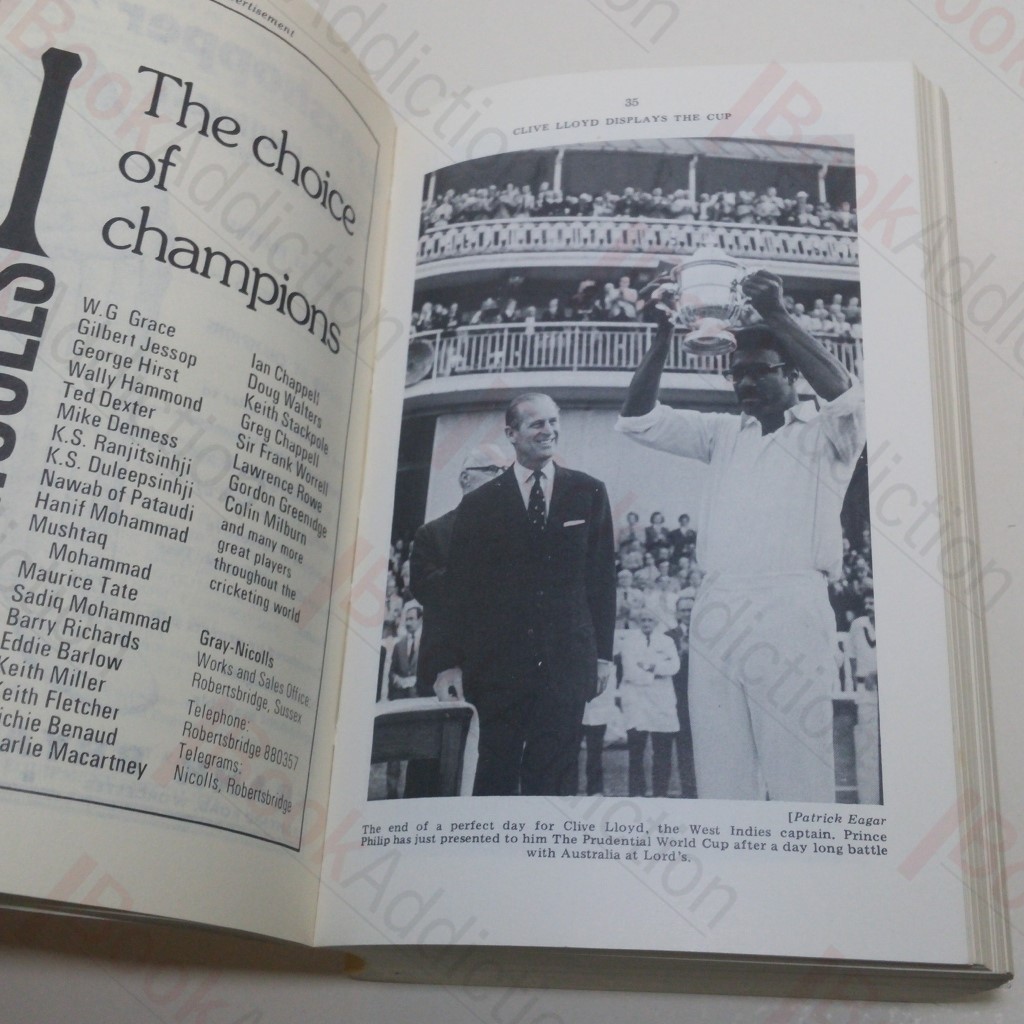 The choice
of
champions
W.G Grace
Gilbert Jessop
George Hirst
Wally Hammond
Ted Dexter
Mike Denness
K.S. Ranjitsinhji
K.S. Duleepsinhji
Nawab of Pataudi
Hanif Mohammad
Mushtaq
Mohammad
Maurice Tate
Sadiq Mohammad
Barry Richards
Eddie Barlow
Keith Miller
eith Fletcher
ichie Benaud
arlie Macartney
Ian Chappell
Doug Walters
Keith Stackpole
Greg Chappell
Sir Frank Worrell
Lawrence Rowe
Gordon Greenidge
Colin Milburn
and many more
great players
throughout the
cricketing world
Gray-Nicolls
Works and Sales Office:
Robertsbridge, Sussex
Telephone:
Robertsbridge 880357
Telegrams:
Nicolls, Robertsbridge
35
CLIVE LLOYD DISPLAYS THE CUP
[Patrick Eagar
The end of a perfect day for Clive Lloyd, the West Indies captain. Prince
Philip has just presented to him The Prudential World Cup after a day long battle
with Australia at Lord's.
BookAddiction